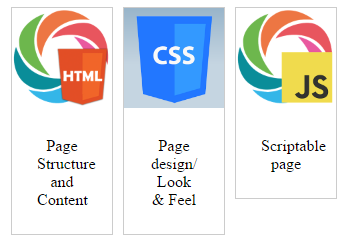 HTML
Page
Structure
and
Content
CSS
Page
design/
Look
& Feel
JS
Scriptable
page